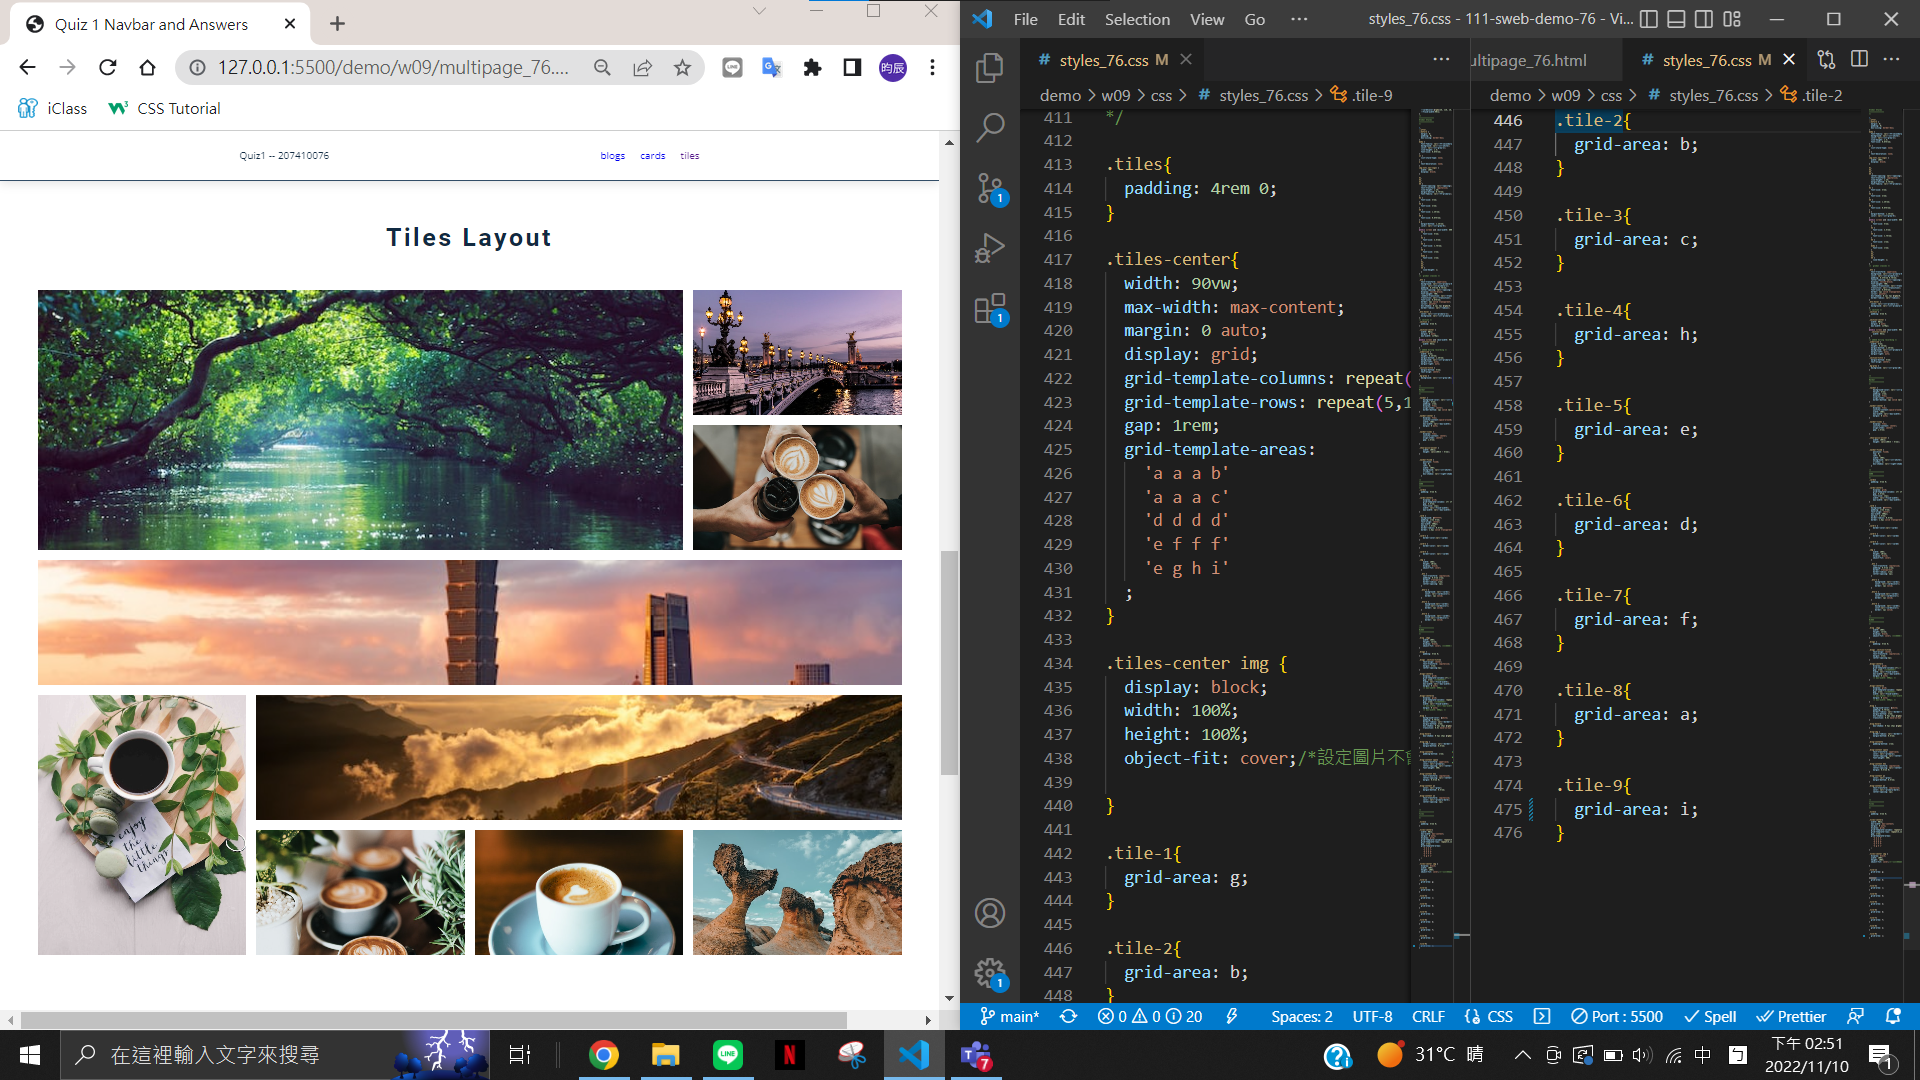 Quiz 1 Navbar and Answers
127.0.0.1:5500/demo/w09/multipage_76....
昀辰
iClass
CSS Tutorial
Quiz1 -- 207410076
blogs cards tiles
Tiles Layout
enjoy
the
little
things
File Edit Selection View Go ···
styles_76.css - 111-sweb-demo-76 - Vi...
# styles_76.css M
demo > w09 > css > # styles_76.css > .tile-9
411 */
412
413 .tiles{
414 padding: 4rem 0;
415 }
416
417 .tiles-center{
418 width: 90vw;
419 max-width: max-content;
420 margin: 0 auto;
421 display: grid;
422 grid-template-columns: repeat(
423 grid-template-rows: repeat(5,1
424 gap: 1rem;
425 grid-template-areas:
426 'a a a b'
427 'a a a c'
428 'd d d d'
429 'e f f f'
430 'e g h i'
431 ;
432 }
433
434 .tiles-center img {
435 display: block;
436 width: 100%;
437 height: 100%;
438 object-fit: cover;/*設定圖片不會
439
440 }
441
442 .tile-1{
443 grid-area: g;
444 }
445
446 .tile-2{
447 grid-area: b;
448 }
ultipage_76.html
# styles_76.css M
demo > w09 > css > # styles_76.css > .tile-2
446 .tile-2{
447 grid-area: b;
448 }
449
450 .tile-3{
451 grid-area: c;
452 }
453
454 .tile-4{
455 grid-area: h;
456 }
457
458 .tile-5{
459 grid-area: e;
460 }
461
462 .tile-6{
463 grid-area: d;
464 }
465
466 .tile-7{
467 grid-area: f;
468 }
469
470 .tile-8{
471 grid-area: a;
472 }
473
474 .tile-9{
475 grid-area: i;
476 }
1
1
1
main* 0 0 20 Spaces: 2 UTF-8 CRLF CSS Port : 5500 Spell Prettier
在這裡輸入文字來搜尋
LINE
N
7
31°C 晴
中
下午 02:51
2022/11/10
1